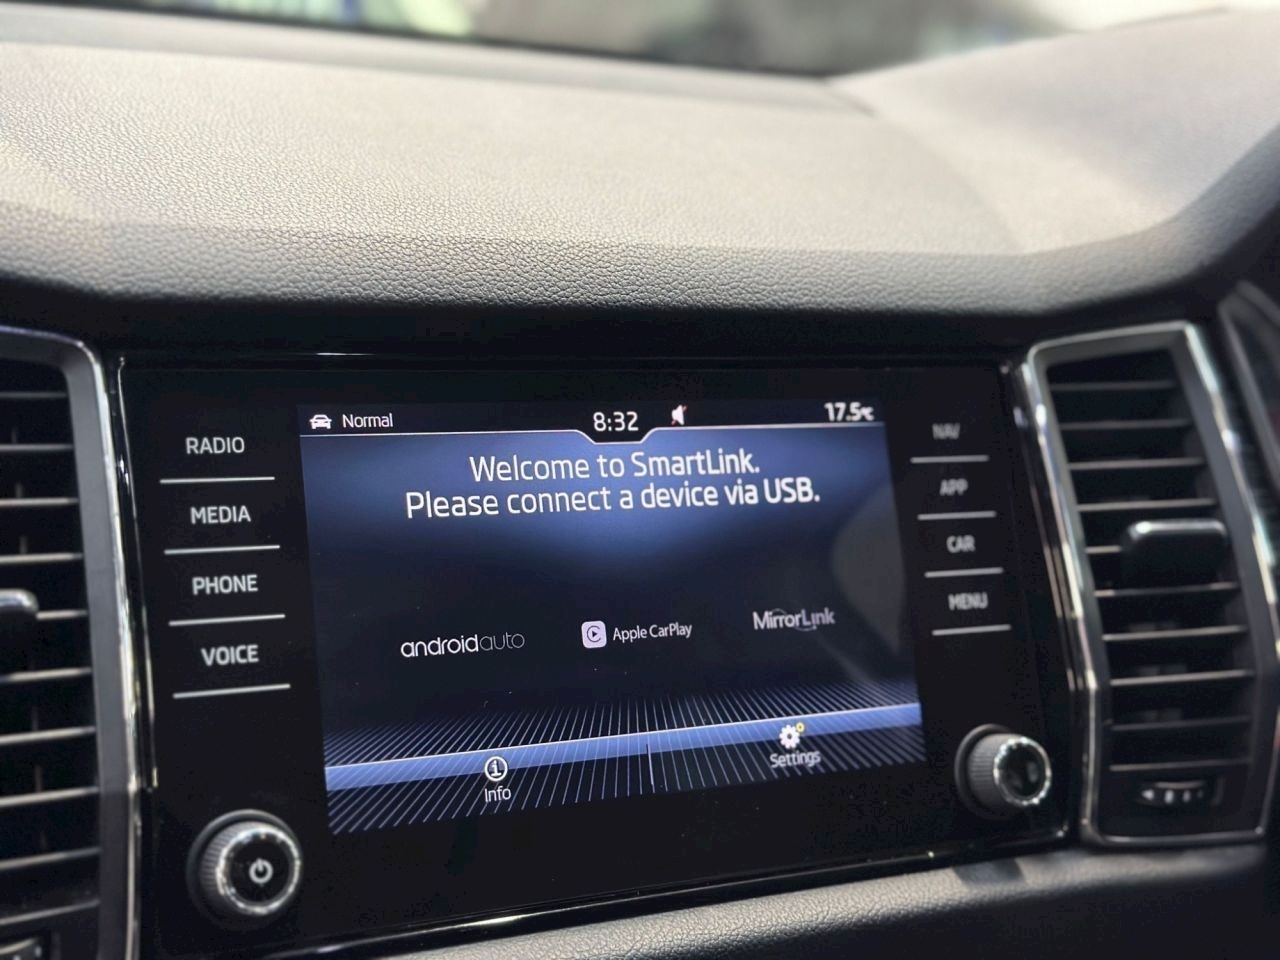 Normal
8:32
17.5°C
RADIO
MEDIA
PHONE
VOICE
Welcome to SmartLink.
Please connect a device via USB.
androidauto
Apple CarPlay
MirrorLink
Info
Settings
NAV
APP
CAR
MENU